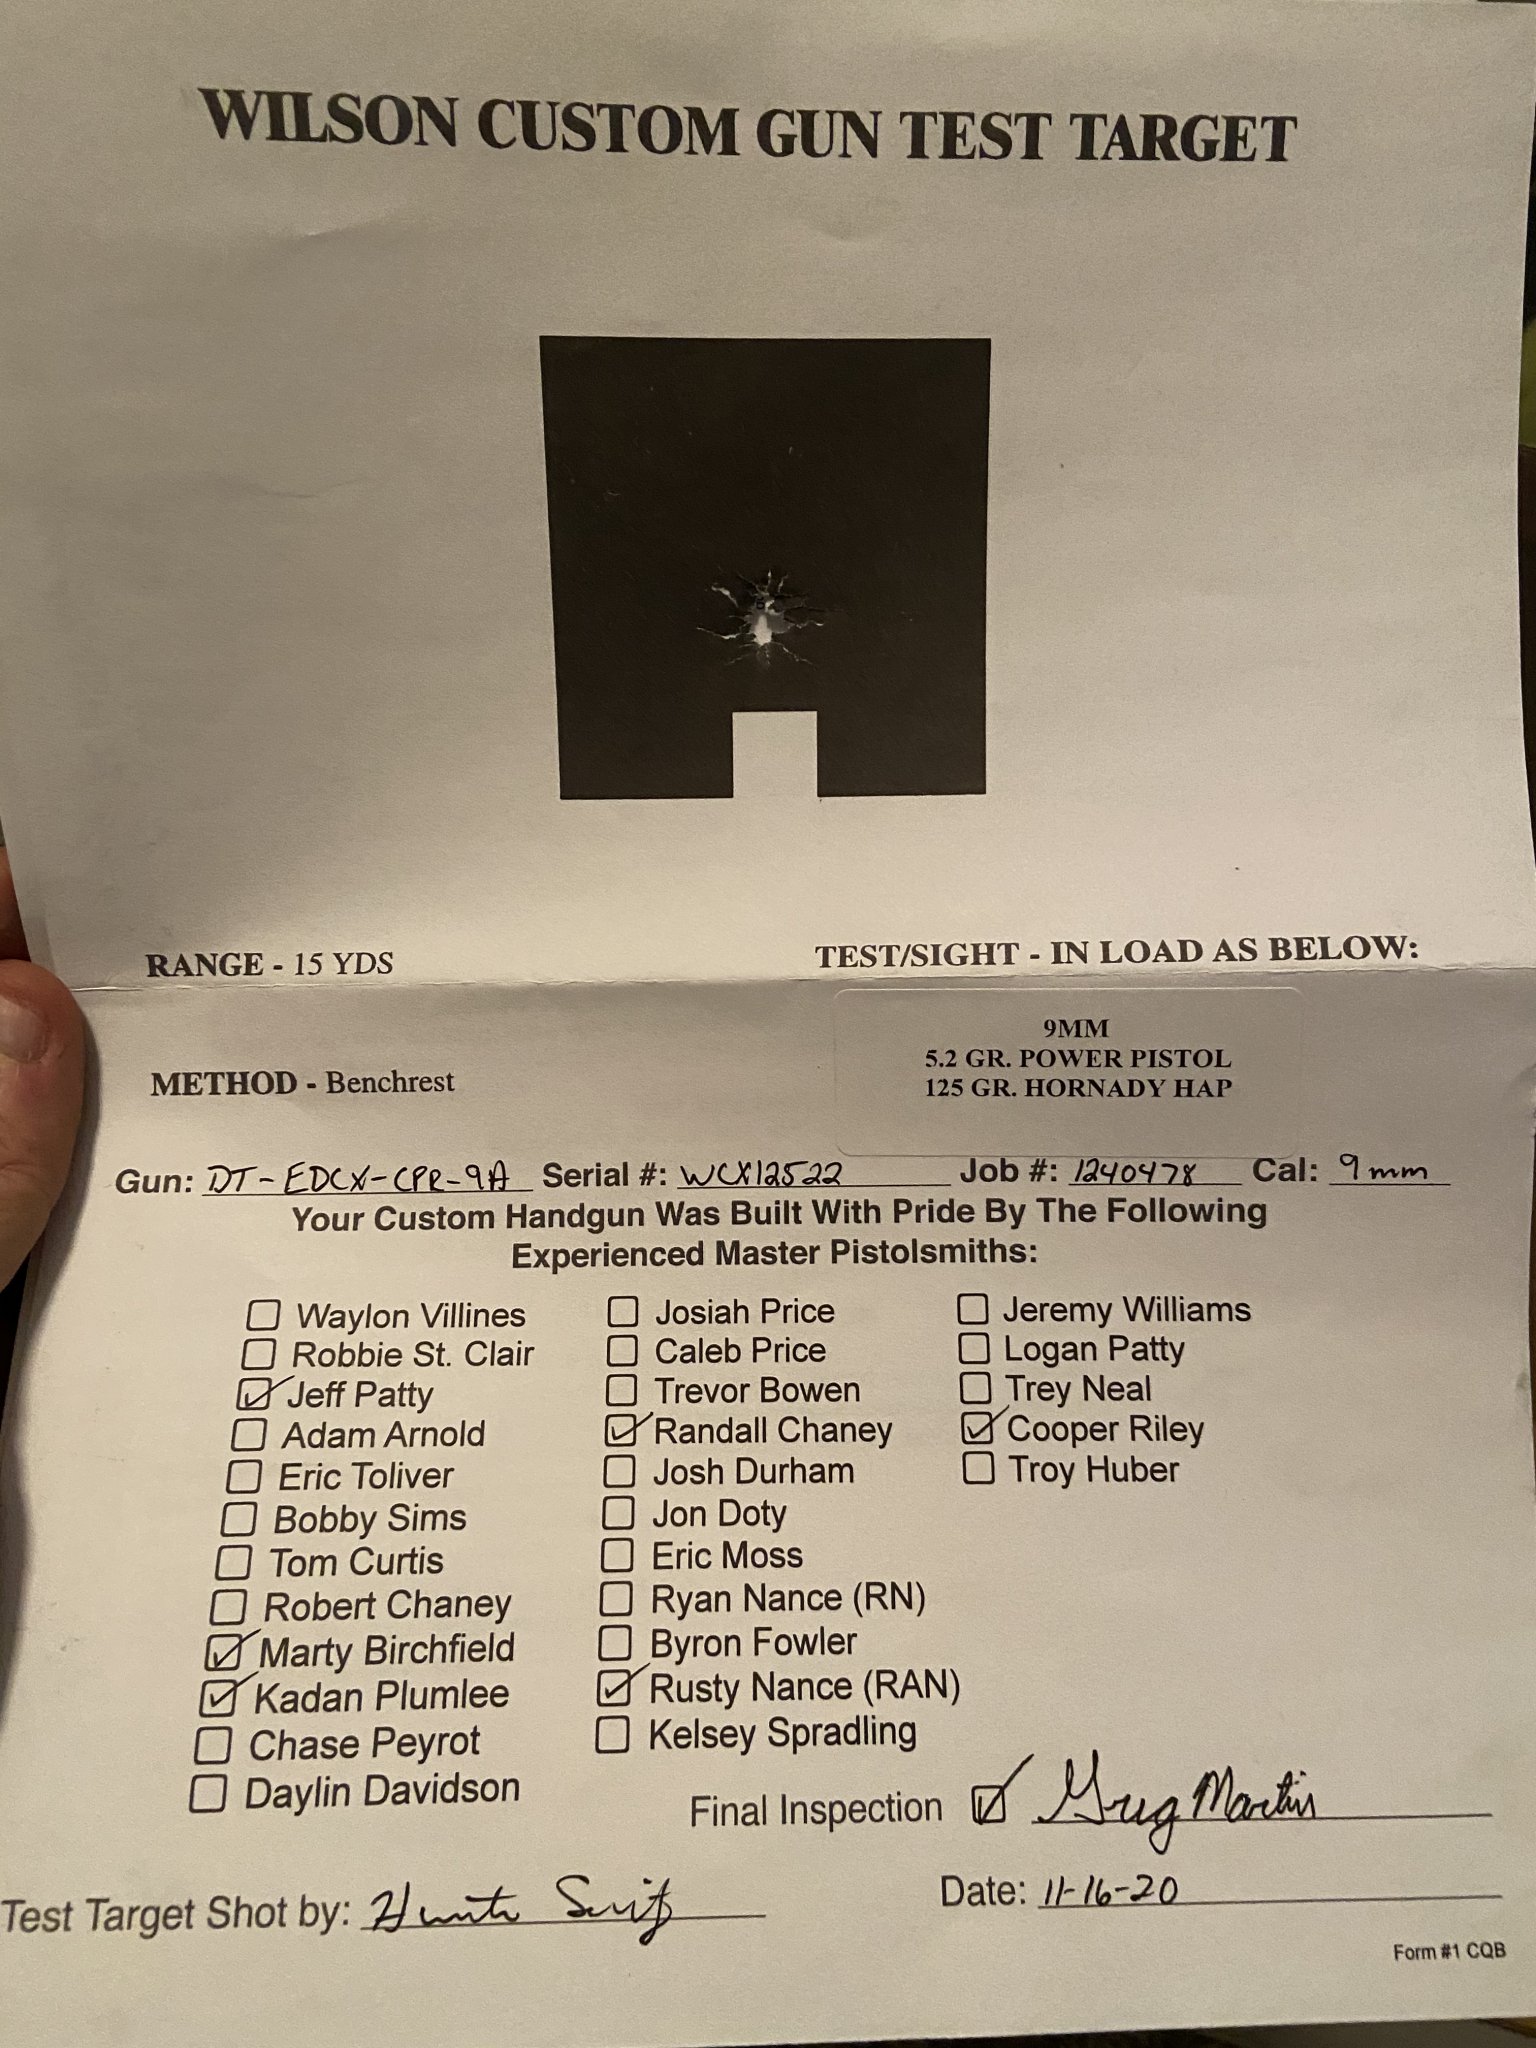 WILSON CUSTOM GUN TEST TARGET
RANGE - 15 YDS
TEST/SIGHT - IN LOAD AS BELOW:
METHOD - Benchrest
9MM
5.2 GR. POWER PISTOL
125 GR. HORNADY HAP
Gun: DT-EDCX-CPR-9A Serial #: WCX12522 Job #: 1240478 Cal: 9mm
Your Custom Handgun Was Built With Pride By The Following
Experienced Master Pistolsmiths:
Waylon Villines
Robbie St. Clair
Jeff Patty
Adam Arnold
Eric Toliver
Bobby Sims
Tom Curtis
Robert Chaney
Marty Birchfield
Kadan Plumlee
Chase Peyrot
Daylin Davidson
Josiah Price
Caleb Price
Trevor Bowen
Randall Chaney
Josh Durham
Jon Doty
Eric Moss
Ryan Nance (RN)
Byron Fowler
Rusty Nance (RAN)
Kelsey Spradling
Jeremy Williams
Logan Patty
Trey Neal
Cooper Riley
Troy Huber
Final Inspection Greg Martin
Test Target Shot by:
Date: 11-16-20
Form #1 CQB